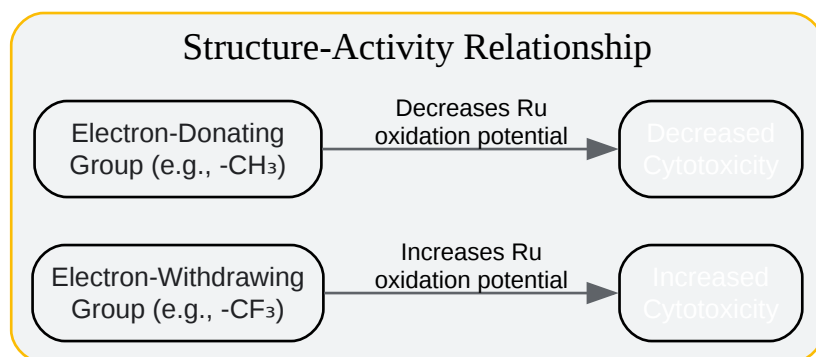 Structure-Activity Relationship
Electron-Donating
Group (e.g., -CH₃)
Decreases Ru
oxidation potential
Decreased
Cytotoxicity
Electron-Withdrawing
Group (e.g., -CF₃)
Increases Ru
oxidation potential
Increased
Cytotoxicity